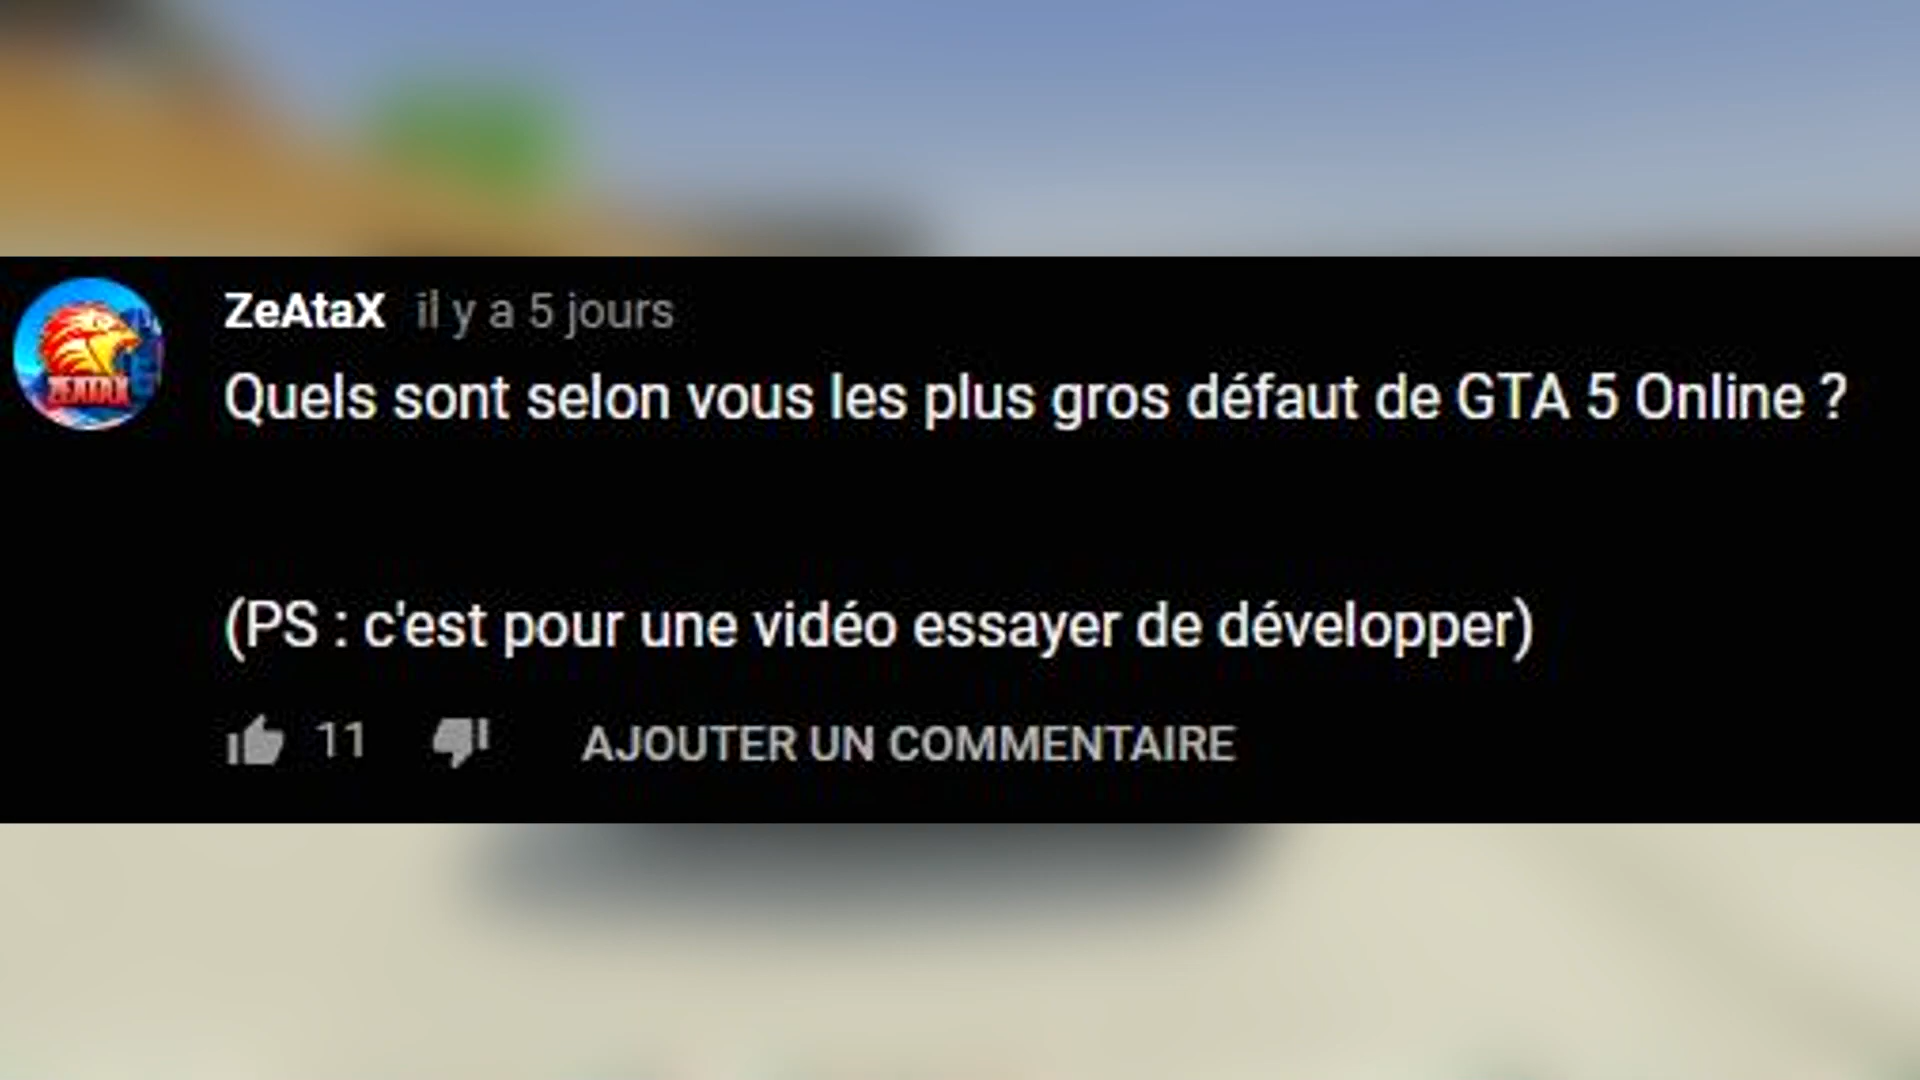 ZeAtaX il y a 5 jours
ZEATAX
Quels sont selon vous les plus gros défaut de GTA 5 Online ?
(PS : c'est pour une vidéo essayer de développer)
11 AJOUTER UN COMMENTAIRE